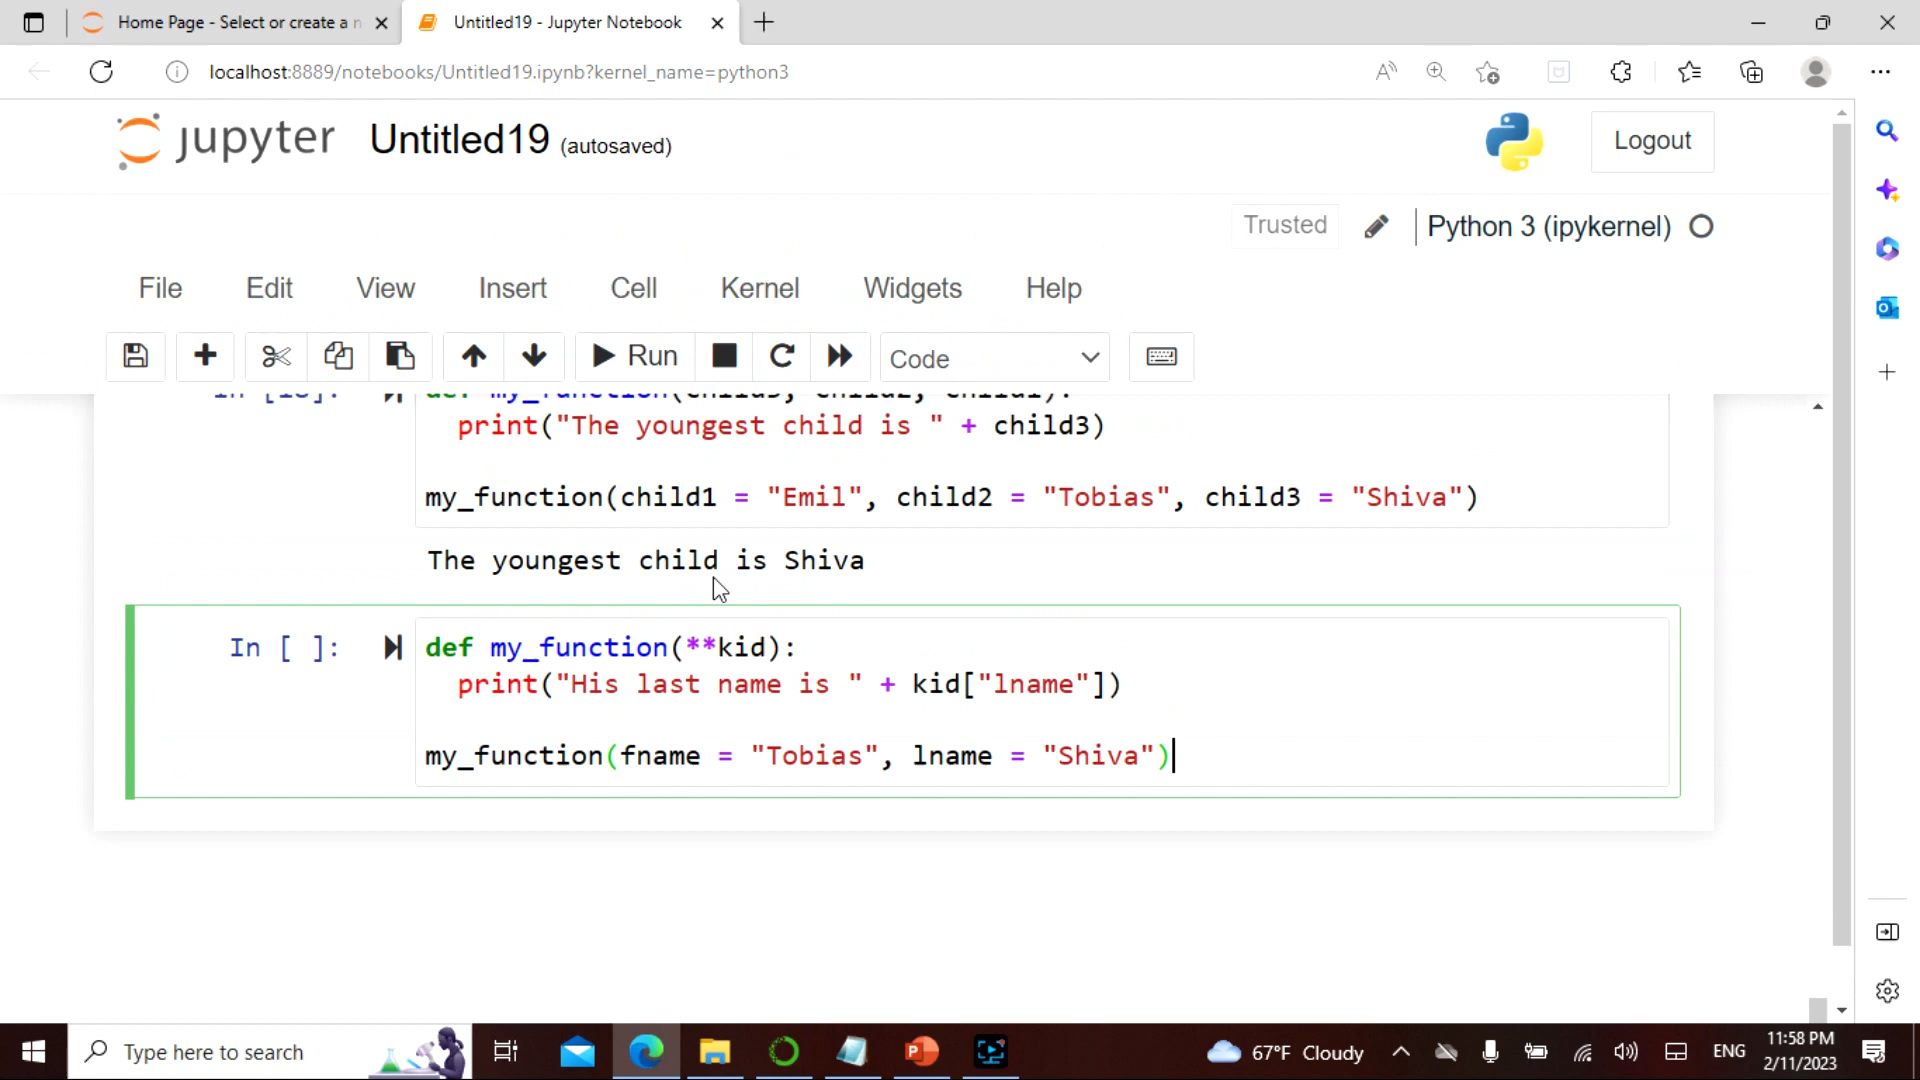 Home Page - Select or create a n
Untitled19 - Jupyter Notebook
localhost:8889/notebooks/Untitled19.ipynb?kernel_name=python3
jupyter Untitled19 (autosaved)
Logout
Trusted
Python 3 (ipykernel)
File Edit View Insert Cell Kernel Widgets Help
Run
Code
print("The youngest child is " + child3)
my_function(child1 = "Emil", child2 = "Tobias", child3 = "Shiva")
The youngest child is Shiva
In [ ]:
def my_function(**kid):
print("His last name is " + kid["lname"])
my_function(fname = "Tobias", lname = "Shiva")
Type here to search
67°F Cloudy
ENG
11:58 PM
2/11/2023